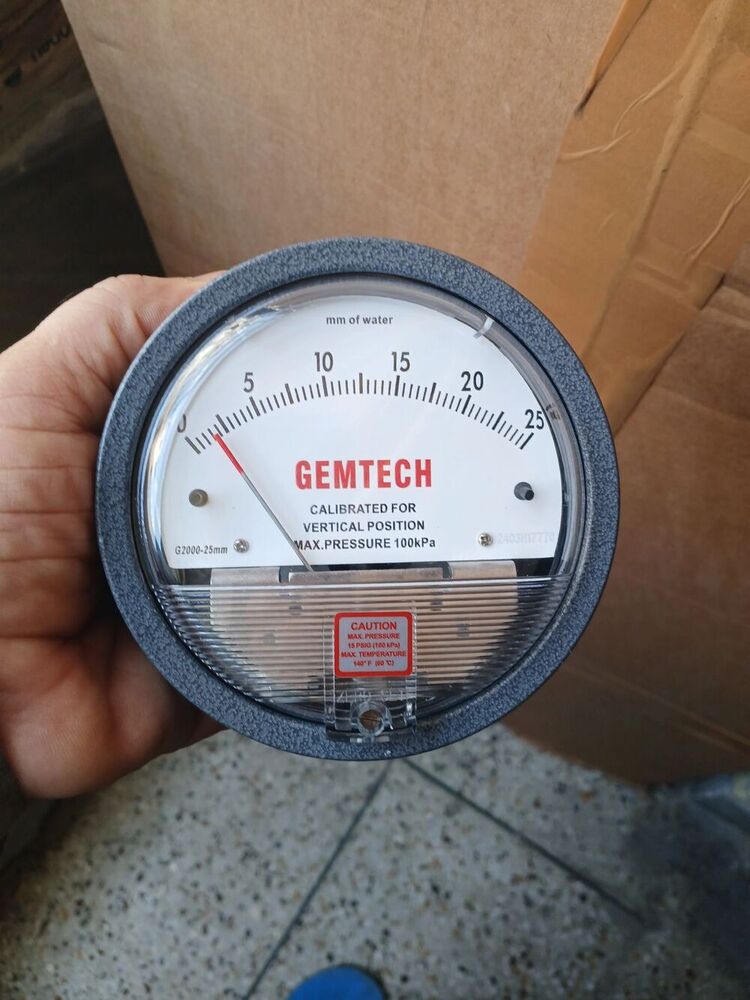 mm of water
0 5 10 15 20 25
GEMTECH
CALIBRATED FOR
VERTICAL POSITION
MAX.PRESSURE 100kPa
G2000-25mm
CAUTION
MAX. PRESSURE
15 PSIG (100 kPa)
MAX. TEMPERATURE
140° F (60 °C)